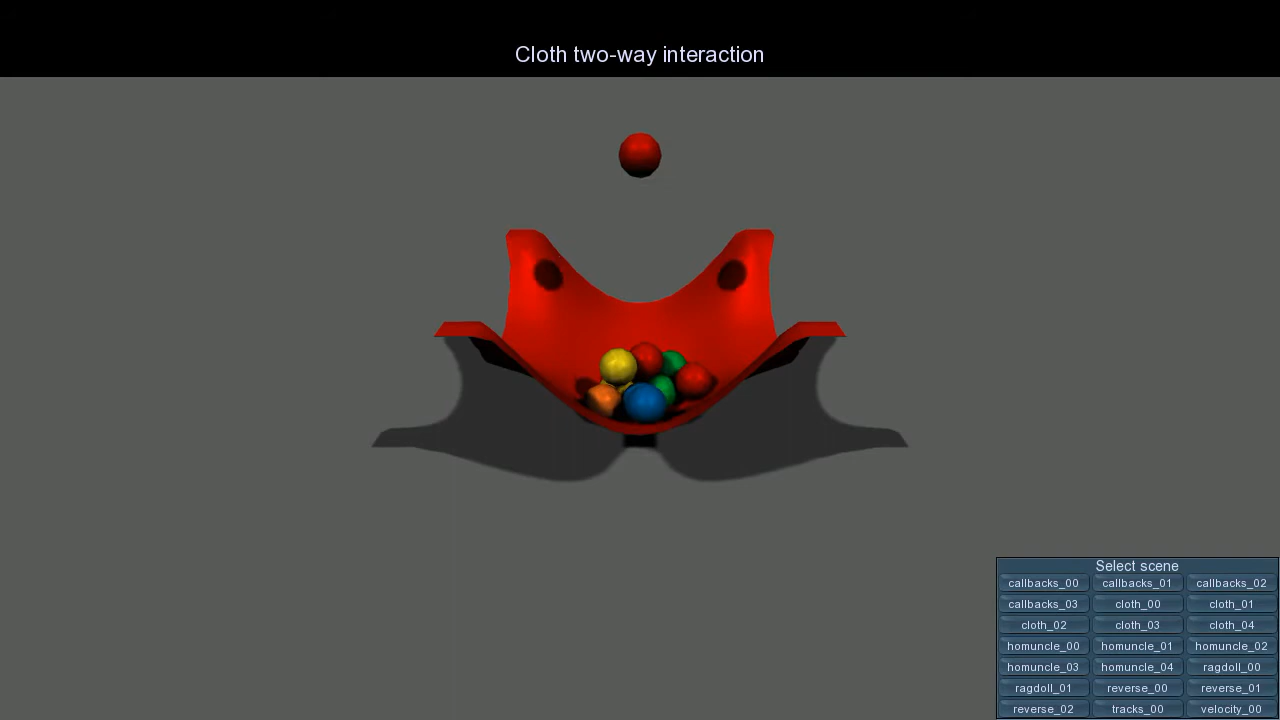 Cloth two-way interaction
Select scene
callbacks_00 callbacks_01 callbacks_02
callbacks_03 cloth_00 cloth_01
cloth_02 cloth_03 cloth_04
homuncle_00 homuncle_01 homuncle_02
homuncle_03 homuncle_04 ragdoll_00
ragdoll_01 reverse_00 reverse_01
reverse_02 tracks_00 velocity_00